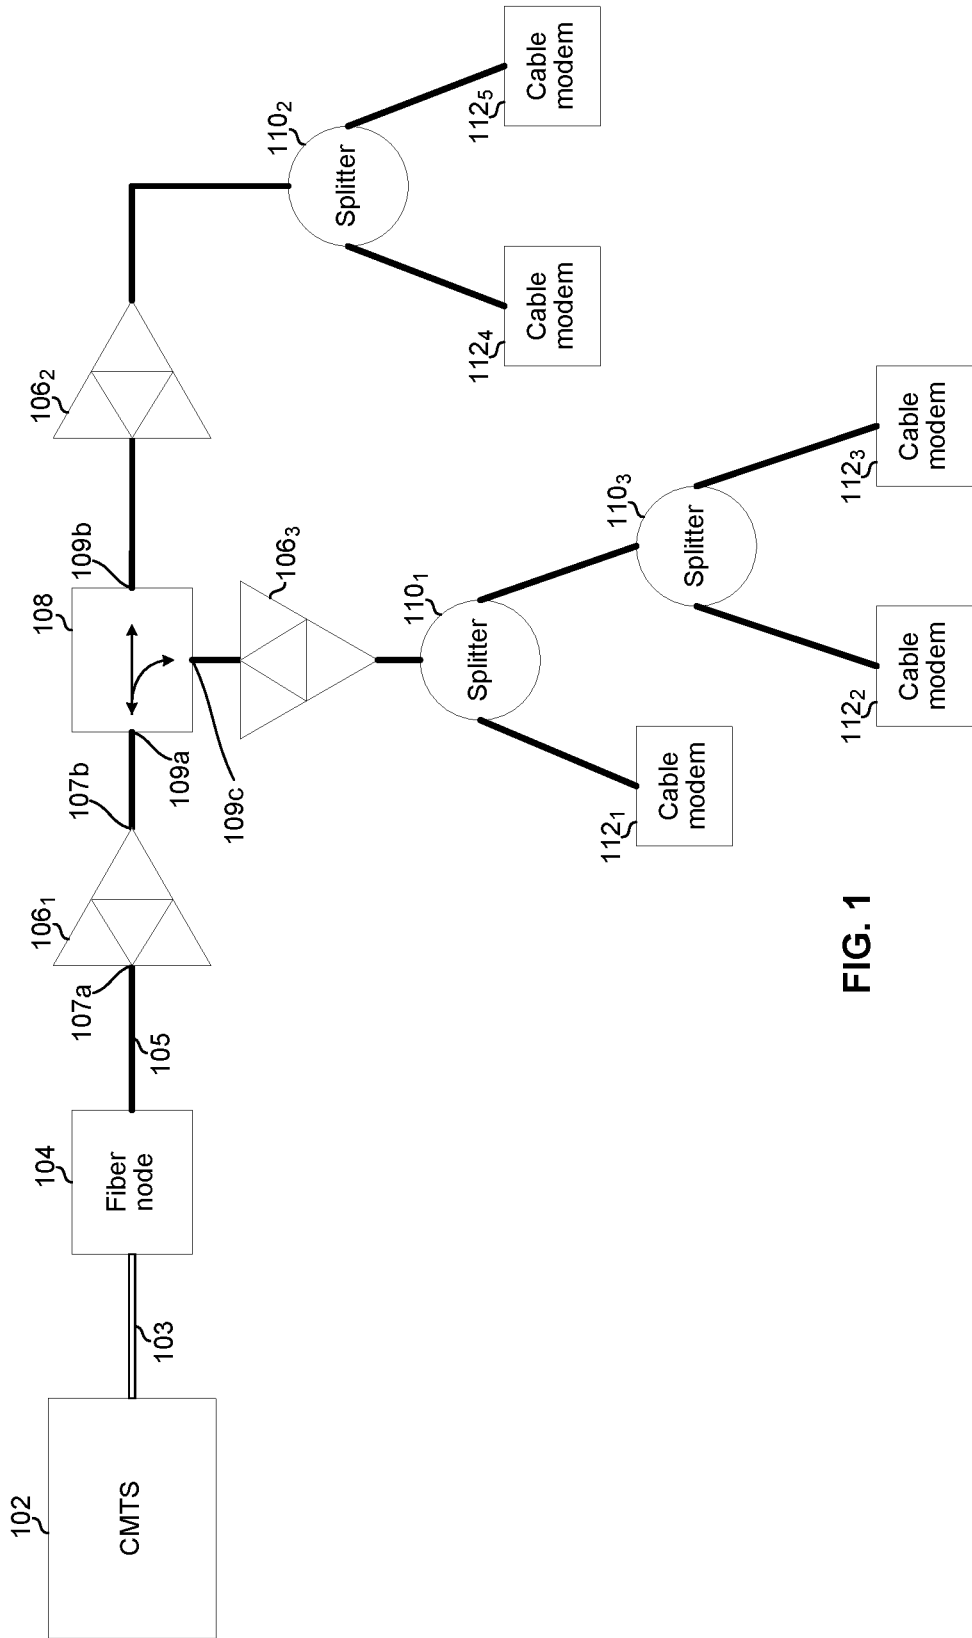 102
CMTS
103
104
Fiber
node
105
107a
106₁
107b
109a
108
109b
109c
106₂
106₃
110₁
Splitter
110₂
Splitter
110₃
Splitter
112₁
Cable
modem
112₂
Cable
modem
112₃
Cable
modem
112₄
Cable
modem
112₅
Cable
modem
FIG. 1